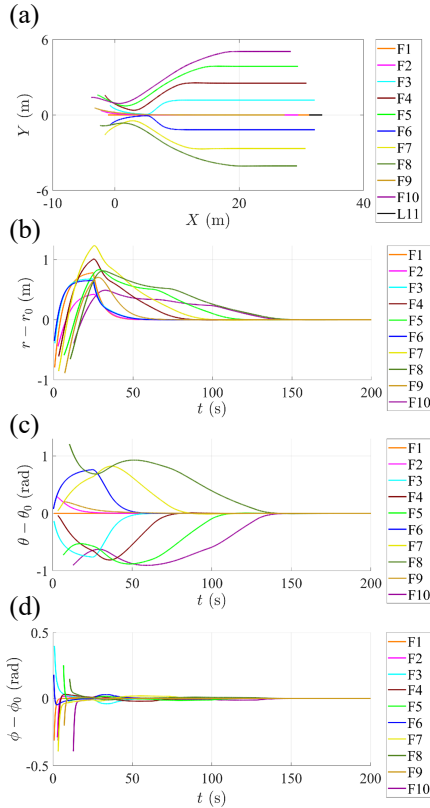 (a)
6
0
-6
Y (m)
-10
0
10
20
30
40
X (m)
F1
F2
F3
F4
F5
F6
F7
F8
F9
F10
L11
(b)
1
0
-1
r − r0 (m)
0
50
100
150
200
t (s)
F1
F2
F3
F4
F5
F6
F7
F8
F9
F10
(c)
1
0
-1
θ − θ0 (rad)
0
50
100
150
200
t (s)
F1
F2
F3
F4
F5
F6
F7
F8
F9
F10
(d)
0.5
0
-0.5
ϕ − ϕ0 (rad)
0
50
100
150
200
t (s)
F1
F2
F3
F4
F5
F6
F7
F8
F9
F10